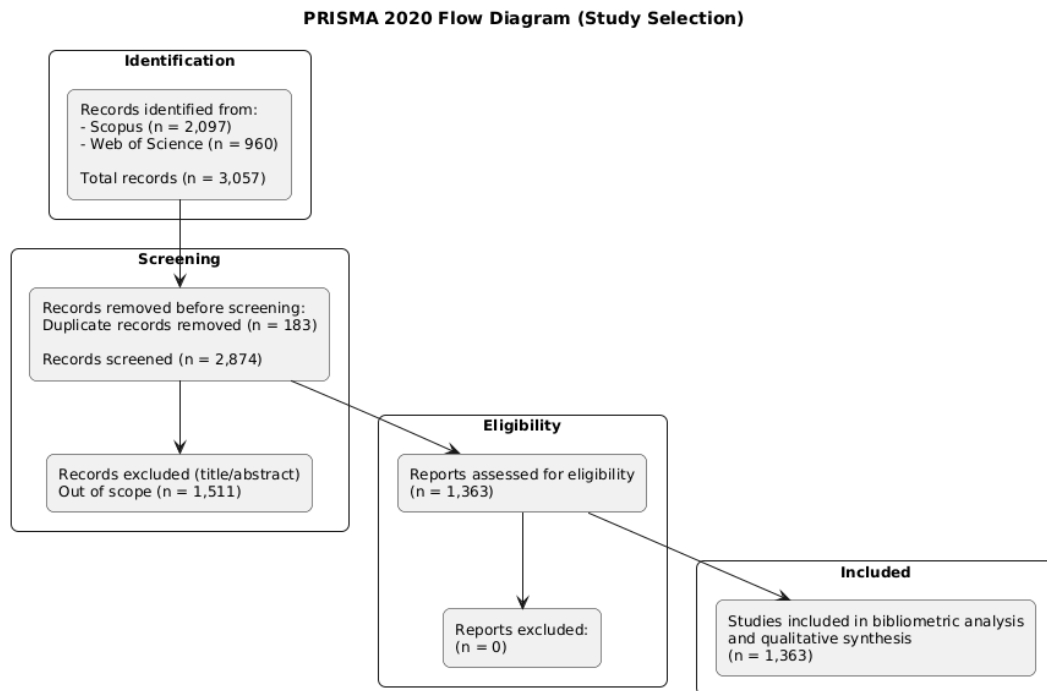 PRISMA 2020 Flow Diagram (Study Selection)
Identification
Records identified from:
- Scopus (n = 2,097)
- Web of Science (n = 960)
Total records (n = 3,057)
Screening
Records removed before screening:
Duplicate records removed (n = 183)
Records screened (n = 2,874)
Records excluded (title/abstract)
Out of scope (n = 1,511)
Eligibility
Reports assessed for eligibility
(n = 1,363)
Reports excluded:
(n = 0)
Included
Studies included in bibliometric analysis
and qualitative synthesis
(n = 1,363)